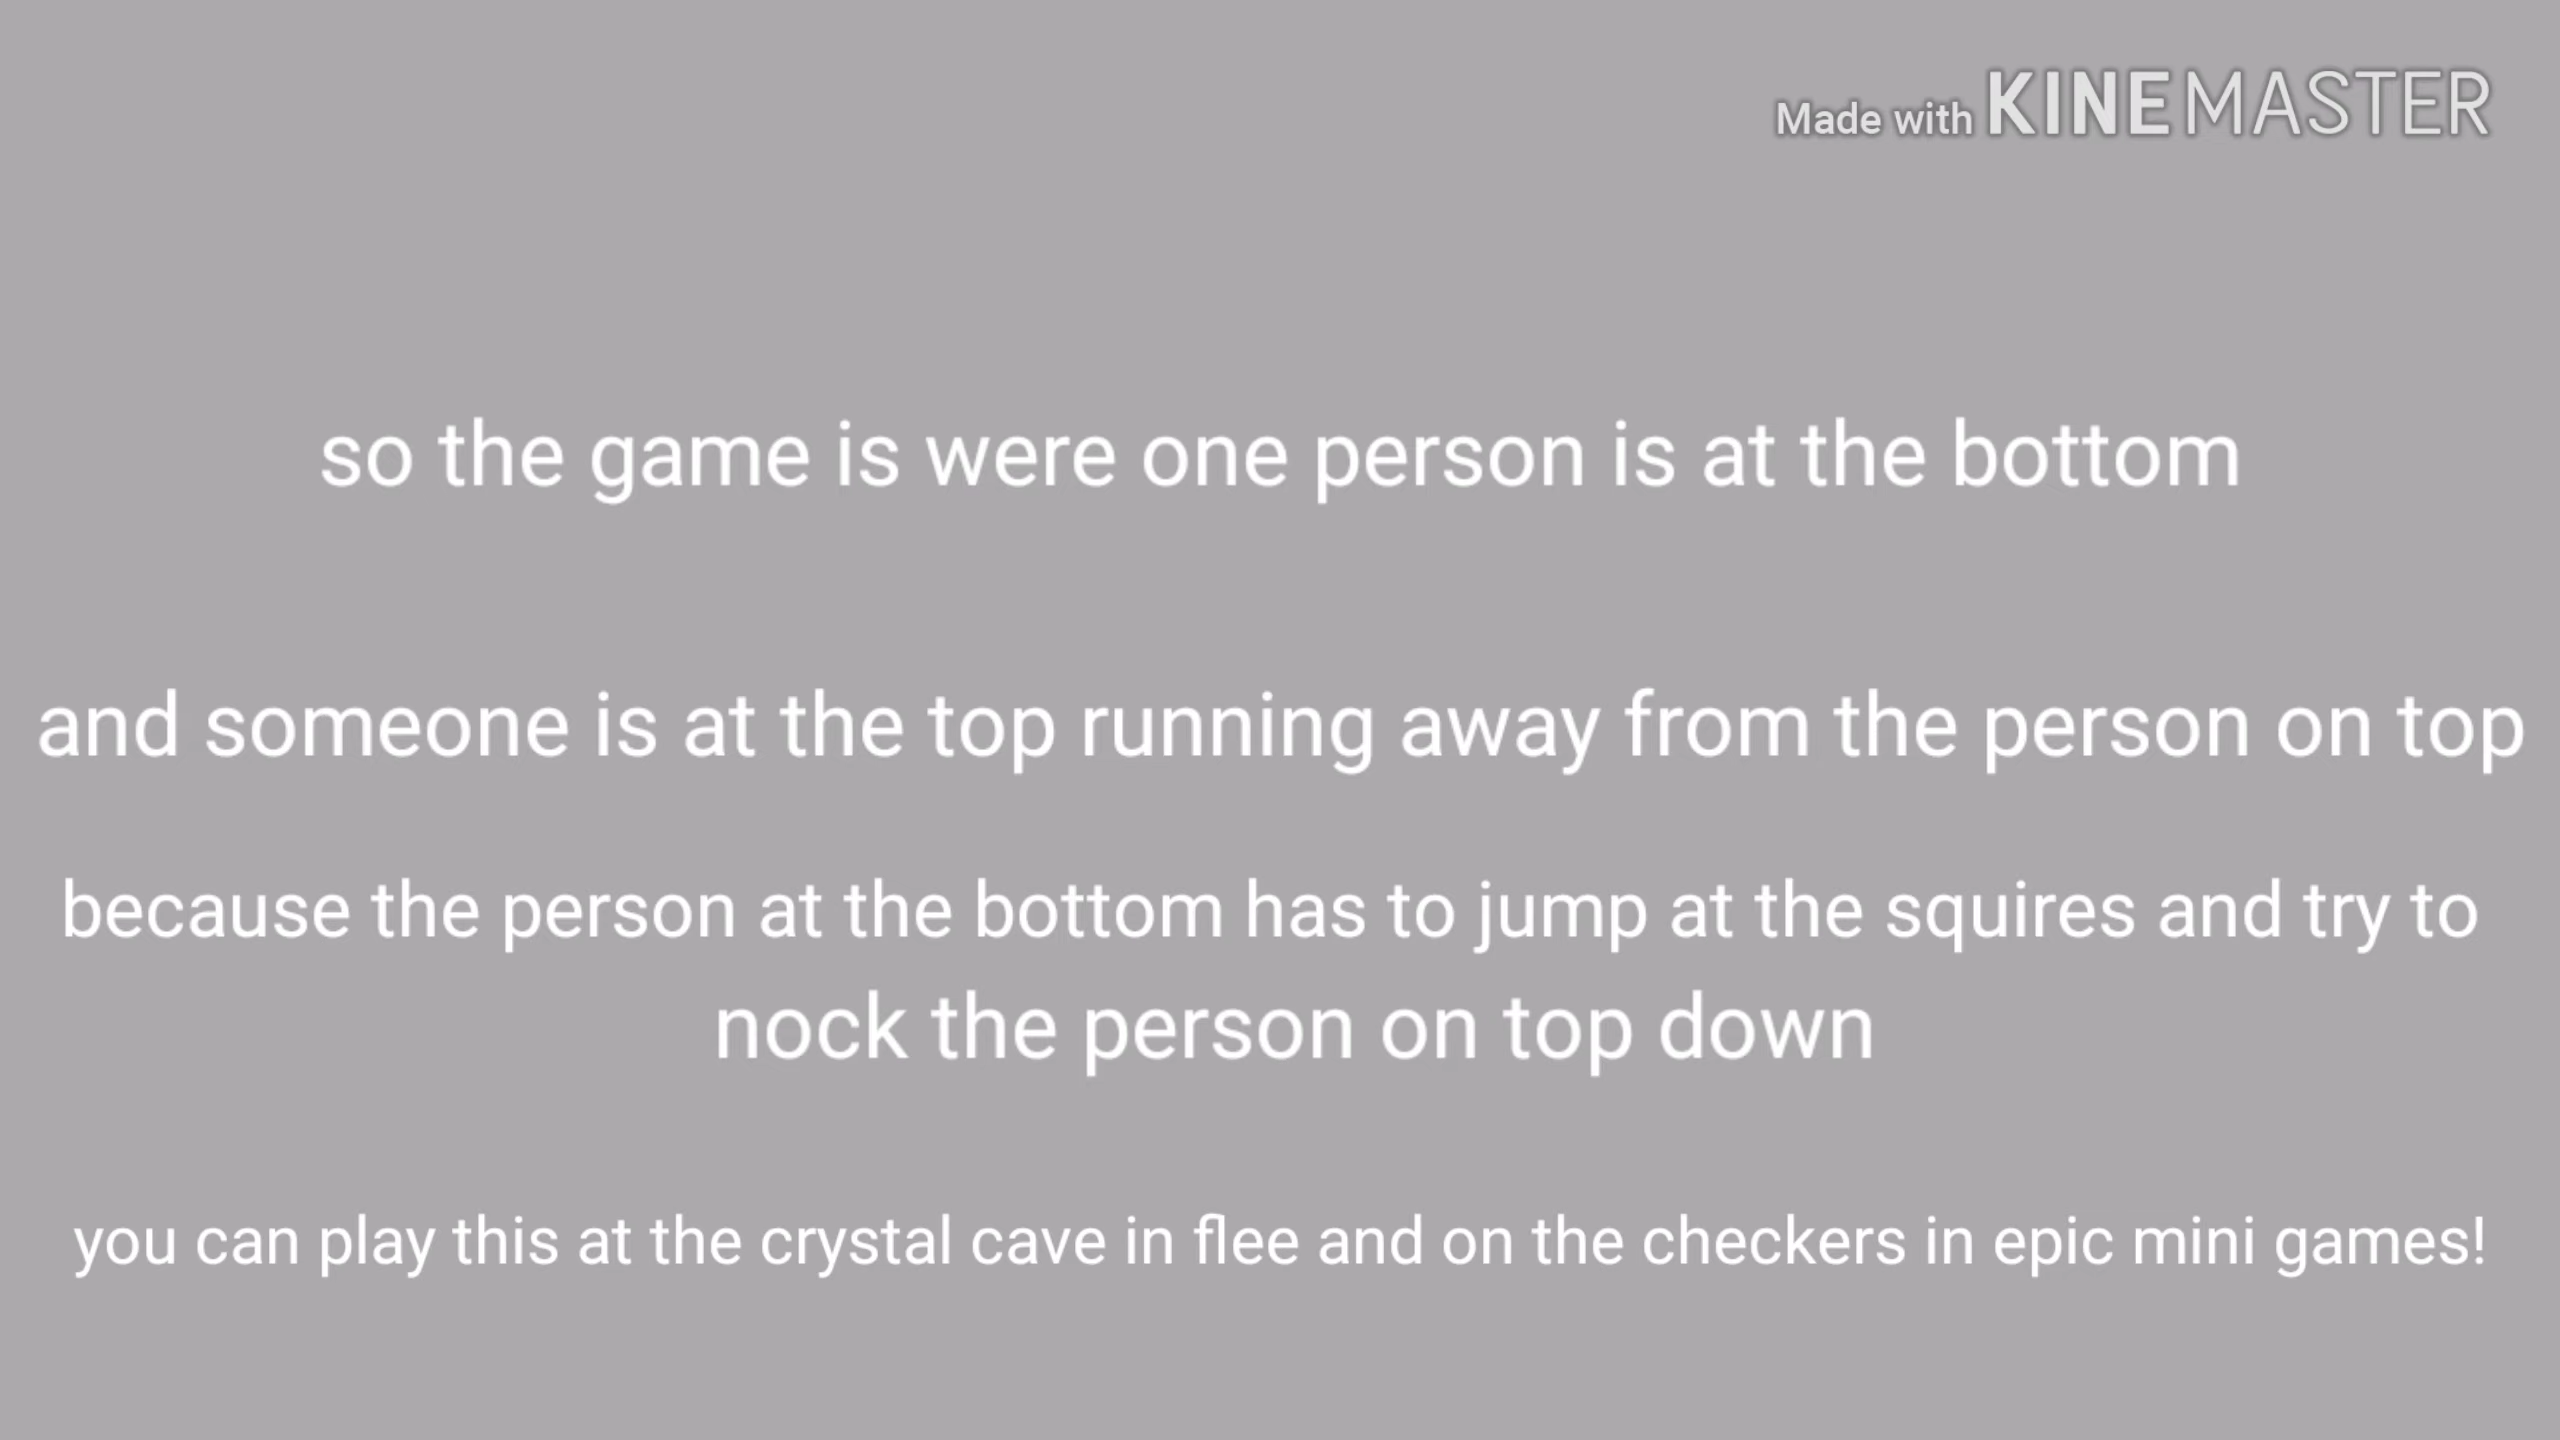 Made with KINEMASTER
so the game is were one person is at the bottom
and someone is at the top running away from the person on top
because the person at the bottom has to jump at the squires and try to
nock the person on top down
you can play this at the crystal cave in flee and on the checkers in epic mini games!